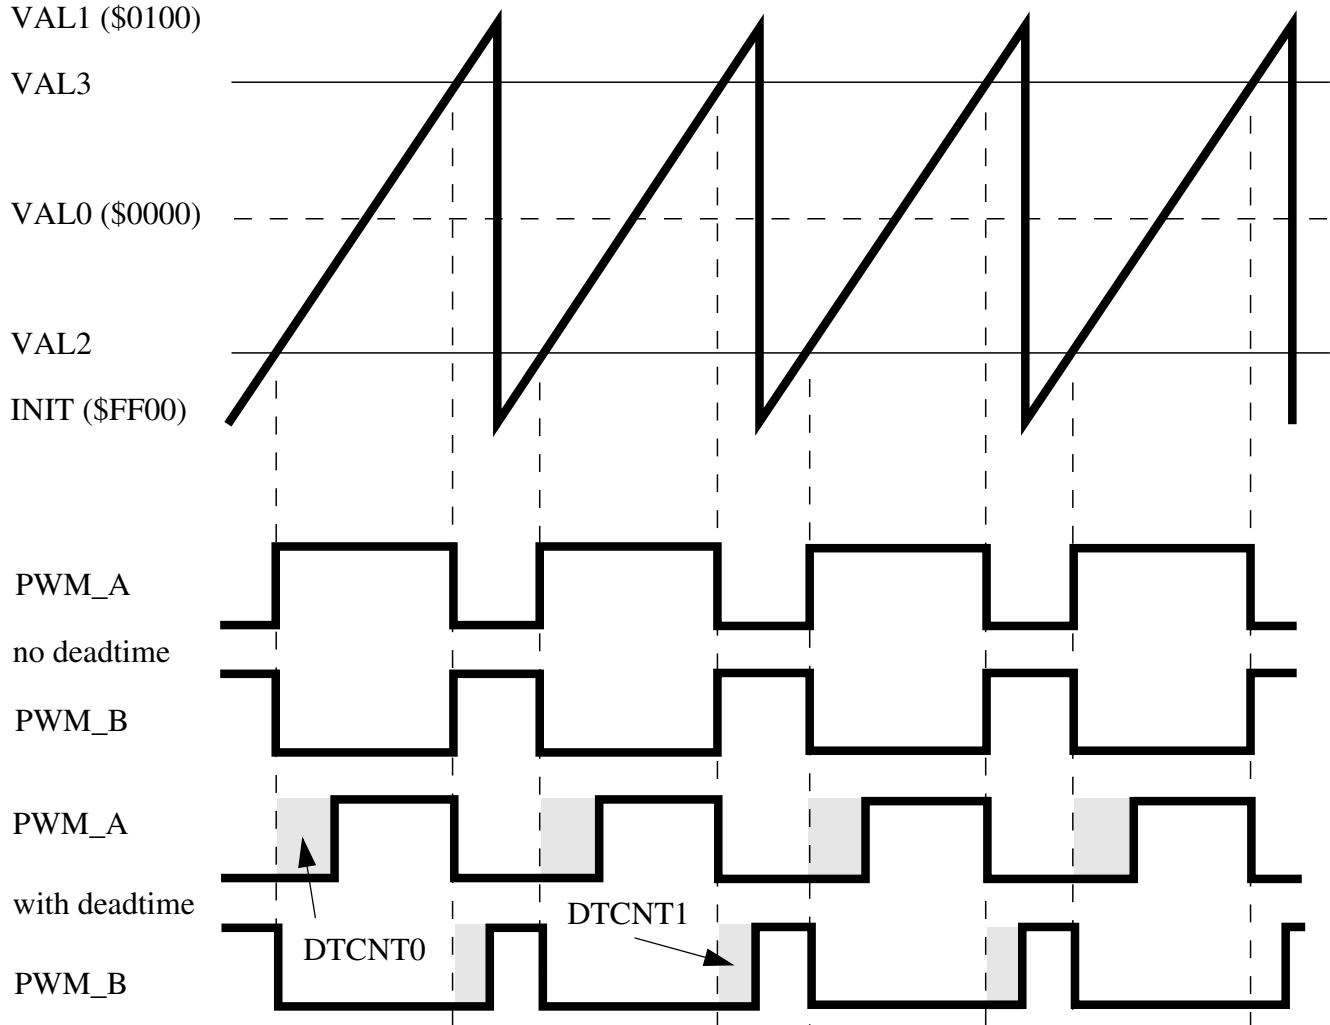 VAL1 ($0100)
VAL3
VAL0 ($0000)
VAL2
INIT ($FF00)
PWM_A
no deadtime
PWM_B
PWM_A
with deadtime
DTCNT1
DTCNT0
PWM_B